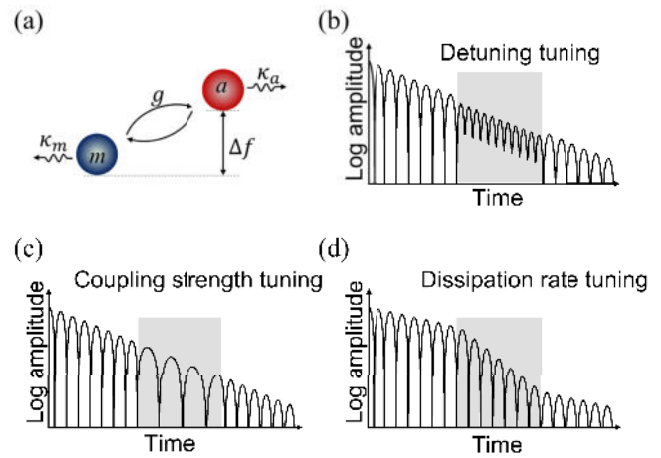 (a)
κa
a
g
κm
m
Δf
(b)
Detuning tuning
Log amplitude
Time
(c)
Coupling strength tuning
Log amplitude
Time
(d)
Dissipation rate tuning
Log amplitude
Time